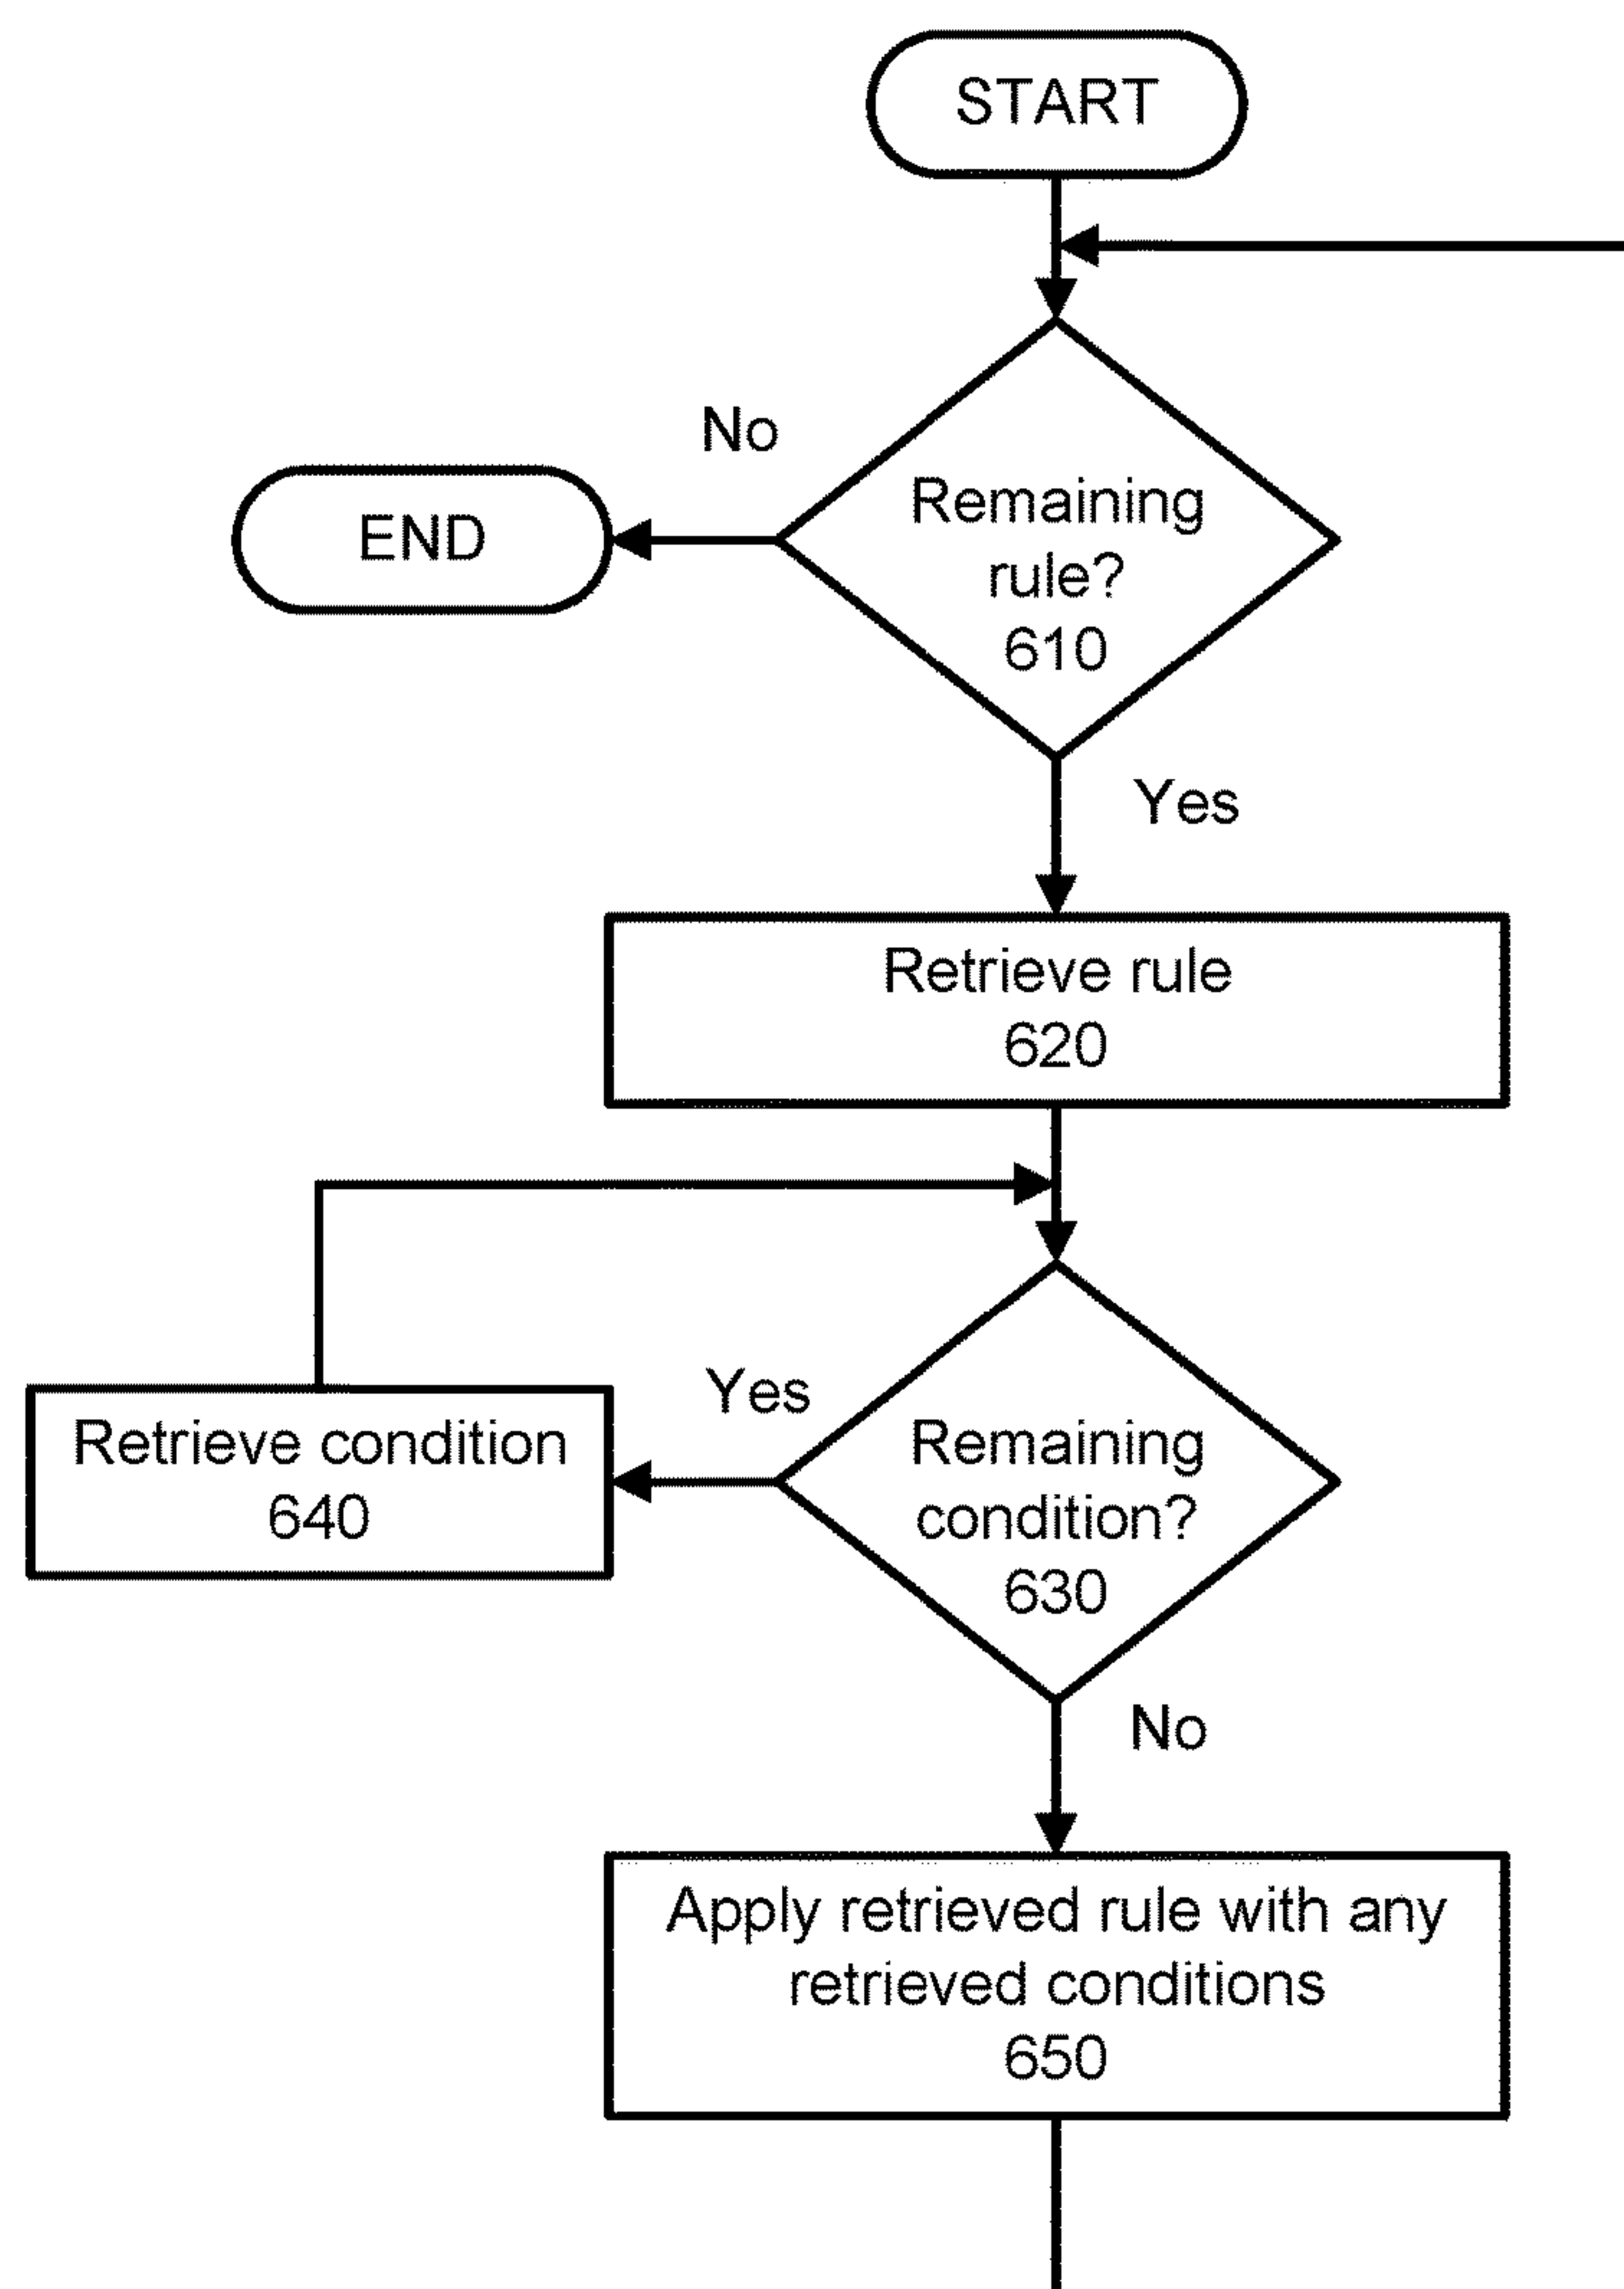 START
No
END
Remaining
rule?
610
Yes
Retrieve rule
620
Yes
Retrieve condition
640
Remaining
condition?
630
No
Apply retrieved rule with any
retrieved conditions
650